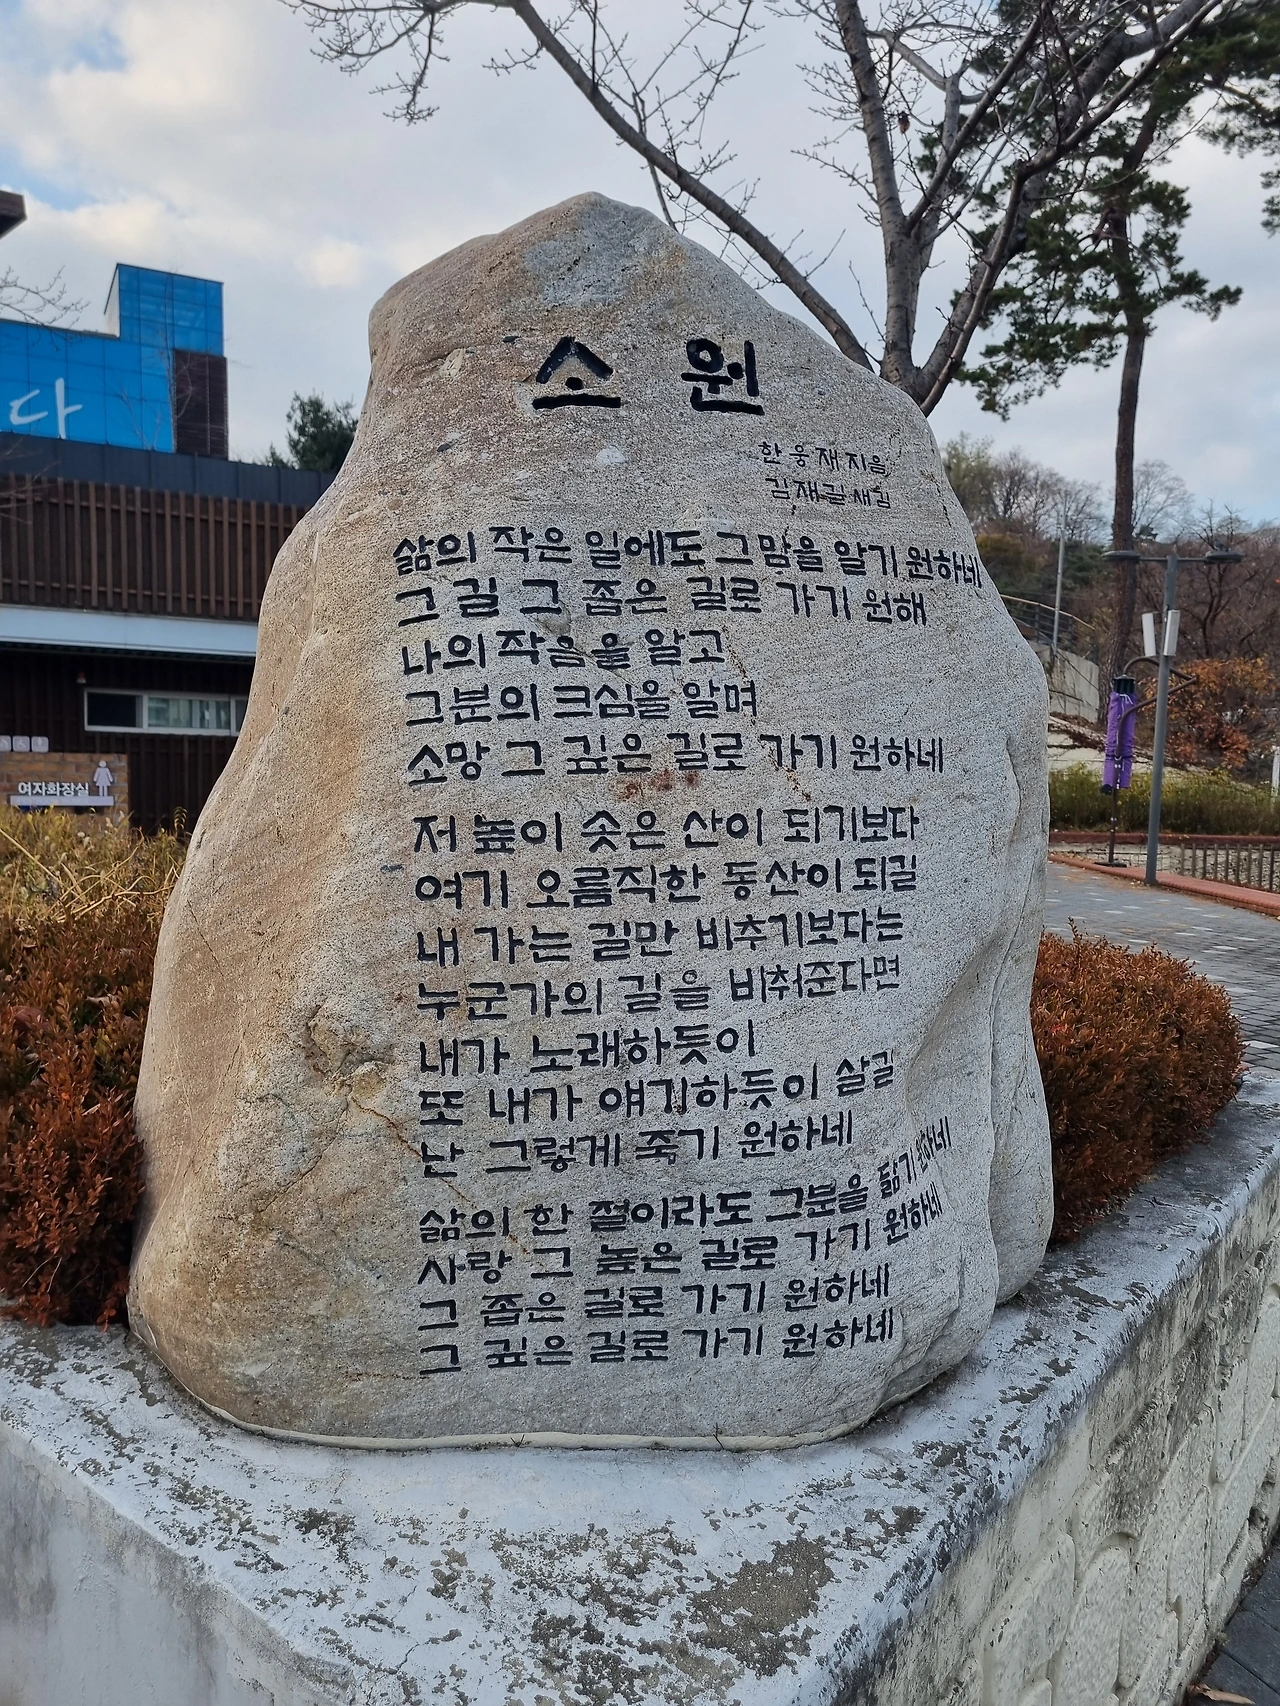 다
여자화장실
소 원
한웅재 지음
김재길 새김
삶의 작은 일에도 그맘을 알기 원하네
그 길 그 좁은 길로 가기 원해
나의 작음을 알고
그분의 크심을 알며
소망 그 깊은 길로 가기 원하네
저 높이 솟은 산이 되기보다
여기 오름직한 동산이 되길
내 가는 길만 비추기보다는
누군가의 길을 비춰준다면
내가 노래하듯이
또 내가 얘기하듯이 살길
난 그렇게 죽기 원하네
삶의 한 절이라도 그분을 닮기 원하네
사랑 그 높은 길로 가기 원하네
그 좁은 길로 가기 원하네
그 깊은 길로 가기 원하네